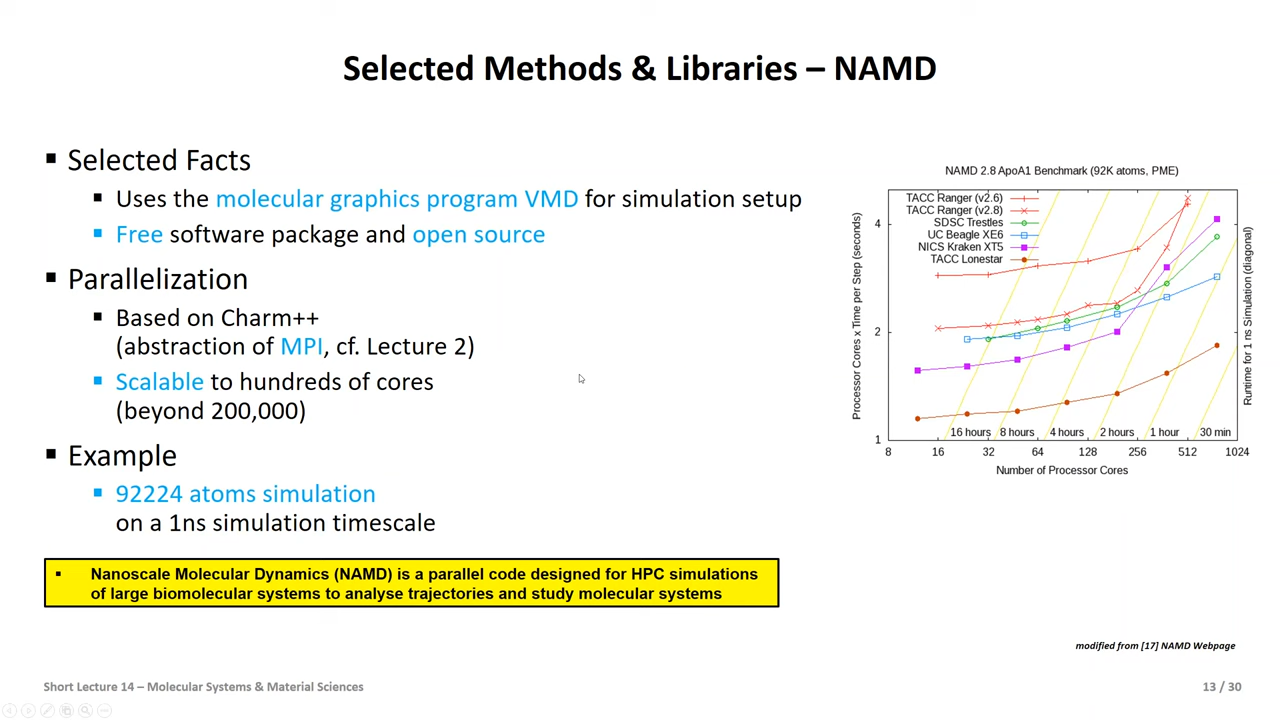 Selected Methods & Libraries – NAMD
▪ Selected Facts
▪ Uses the molecular graphics program VMD for simulation setup
▪ Free software package and open source
▪ Parallelization
▪ Based on Charm++
(abstraction of MPI, cf. Lecture 2)
▪ Scalable to hundreds of cores
(beyond 200,000)
▪ Example
▪ 92224 atoms simulation
on a 1ns simulation timescale
▪ Nanoscale Molecular Dynamics (NAMD) is a parallel code designed for HPC simulations
of large biomolecular systems to analyse trajectories and study molecular systems
NAMD 2.8 ApoA1 Benchmark (92K atoms, PME)
TACC Ranger (v2.6)
TACC Ranger (v2.8)
SDSC Trestles
UC Beagle XE6
NICS Kraken XT5
TACC Lonestar
Processor Cores x Time per Step (seconds)
4
2
1
Runtime for 1 ns Simulation (diagonal)
16 hours 8 hours 4 hours 2 hours 1 hour 30 min
8 16 32 64 128 256 512 1024
Number of Processor Cores
modified from [17] NAMD Webpage
Short Lecture 14 – Molecular Systems & Material Sciences
13 / 30